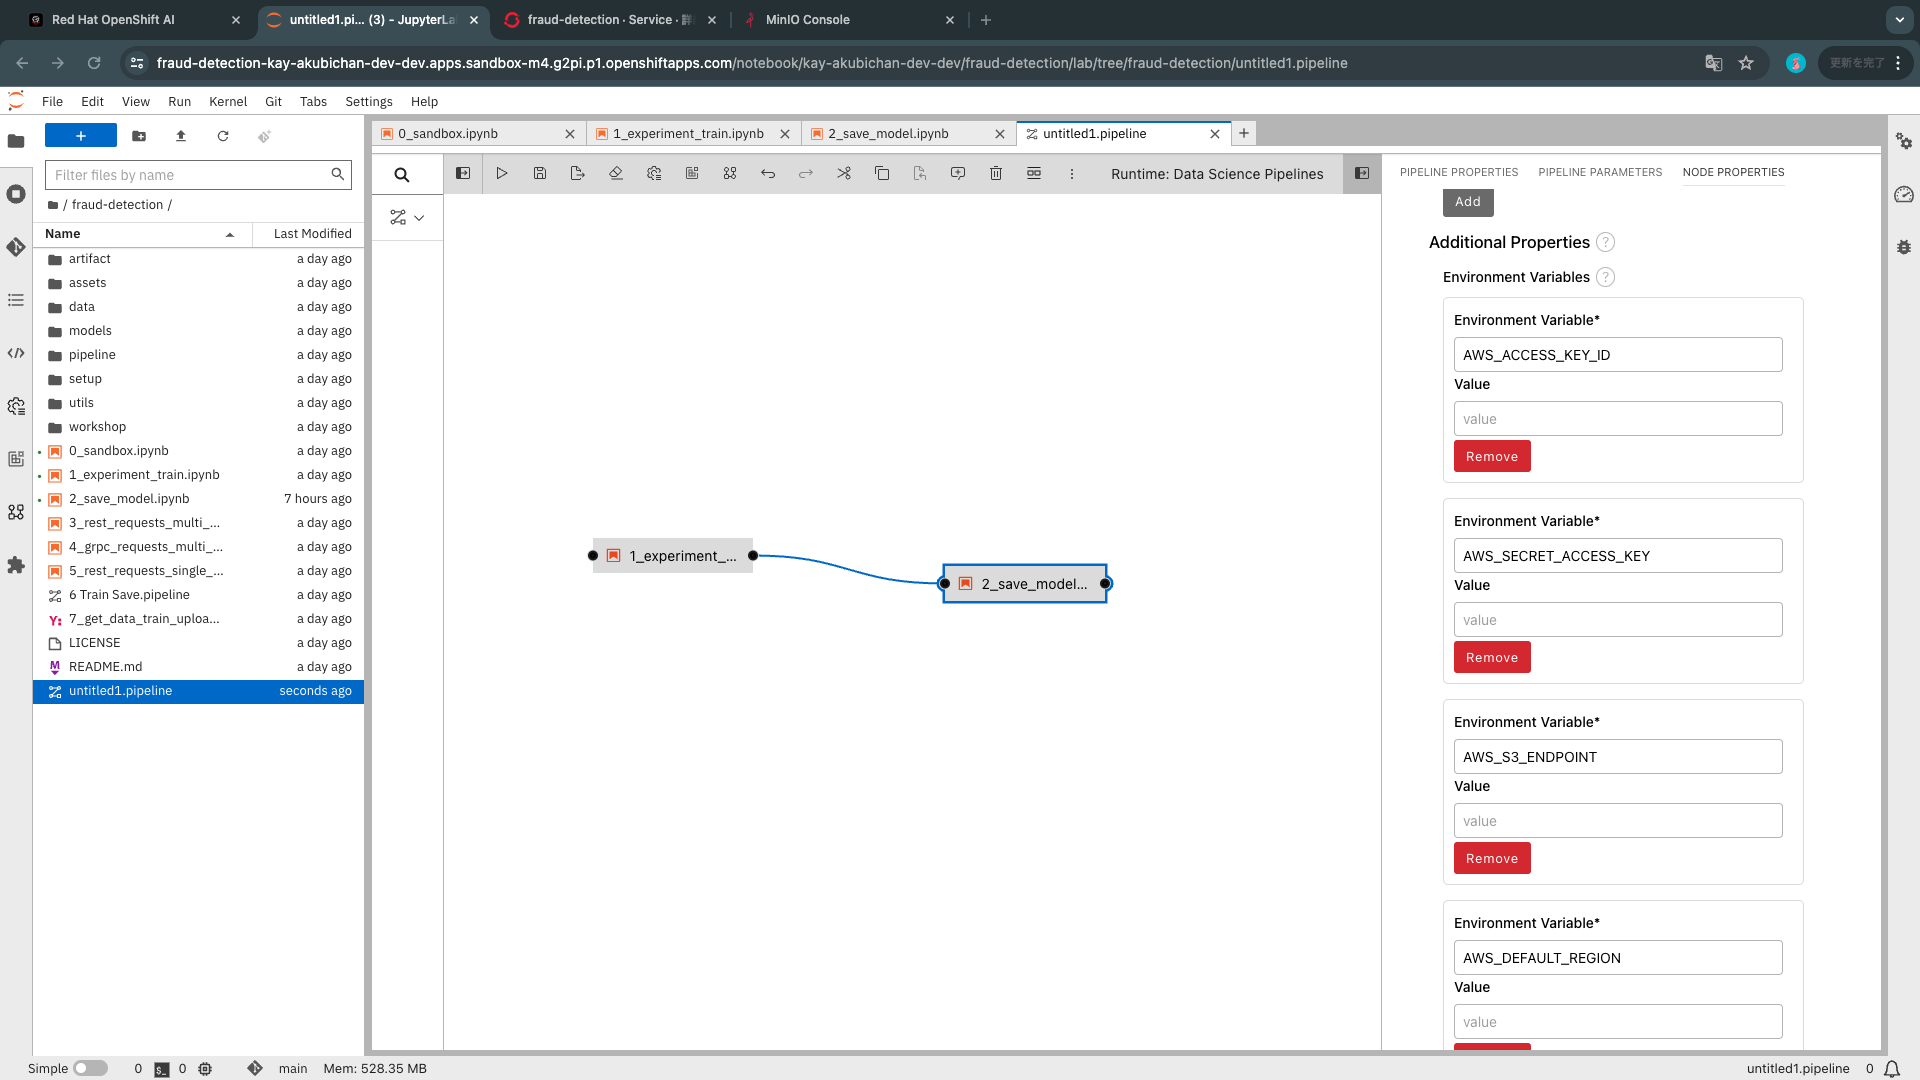 Red Hat OpenShift AI
untitled1.pi... (3) - JupyterLa
fraud-detection · Service · 詳
MinIO Console
fraud-detection-kay-akubichan-dev-dev.apps.sandbox-m4.g2pi.p1.openshiftapps.com/notebook/kay-akubichan-dev-dev/fraud-detection/lab/tree/fraud-detection/untitled1.pipeline
更新を完了
File Edit View Run Kernel Git Tabs Settings Help
0_sandbox.ipynb
1_experiment_train.ipynb
2_save_model.ipynb
untitled1.pipeline
Filter files by name
/ fraud-detection /
Name Last Modified
artifact a day ago
assets a day ago
data a day ago
models a day ago
pipeline a day ago
setup a day ago
utils a day ago
workshop a day ago
0_sandbox.ipynb a day ago
1_experiment_train.ipynb a day ago
2_save_model.ipynb 7 hours ago
3_rest_requests_multi_... a day ago
4_grpc_requests_multi_... a day ago
5_rest_requests_single_... a day ago
6 Train Save.pipeline a day ago
7_get_data_train_uploa... a day ago
LICENSE a day ago
README.md a day ago
untitled1.pipeline seconds ago
Runtime: Data Science Pipelines
1_experiment_...
2_save_model...
PIPELINE PROPERTIES PIPELINE PARAMETERS NODE PROPERTIES
Add
Additional Properties ?
Environment Variables ?
Environment Variable*
AWS_ACCESS_KEY_ID
Value
value
Remove
Environment Variable*
AWS_SECRET_ACCESS_KEY
Value
value
Remove
Environment Variable*
AWS_S3_ENDPOINT
Value
value
Remove
Environment Variable*
AWS_DEFAULT_REGION
Value
value
Simple 0 0 main Mem: 528.35 MB
untitled1.pipeline 0